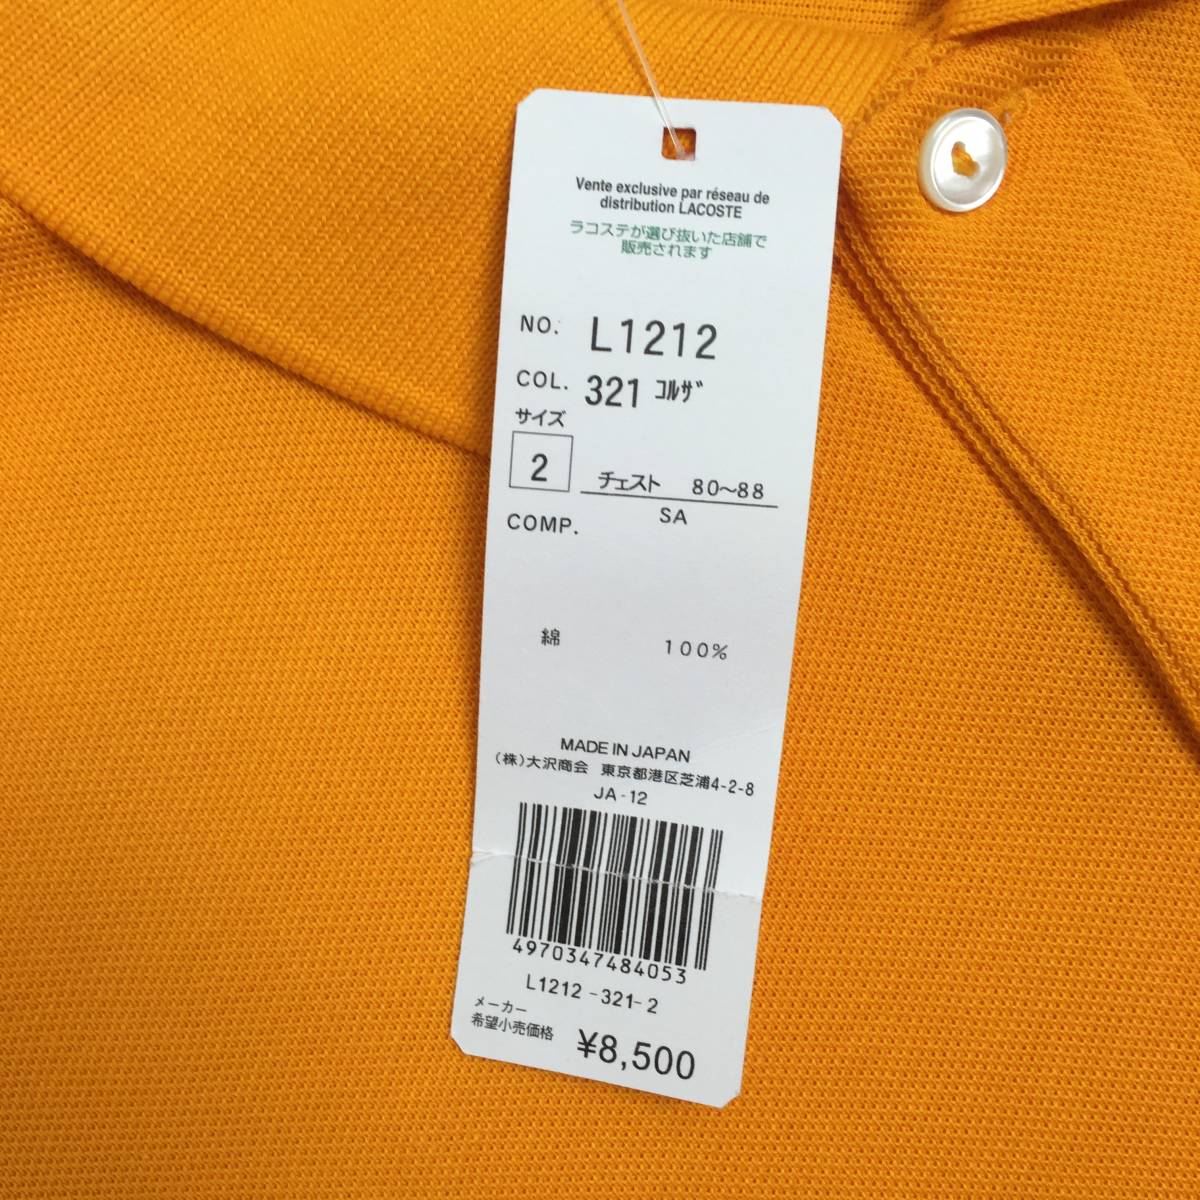 Vente exclusive par réseau de
distribution LACOSTE
ラコステが選び抜いた店舗で
販売されます
NO. L1212
COL. 321 ｺﾙｻﾞ
サイズ
2 チェスト 80〜88
SA
COMP.
綿 100%
MADE IN JAPAN
(株)大沢商会 東京都港区芝浦4-2-8
JA-12
4970347484053
L1212-321-2
メーカー
希望小売価格 ¥8,500